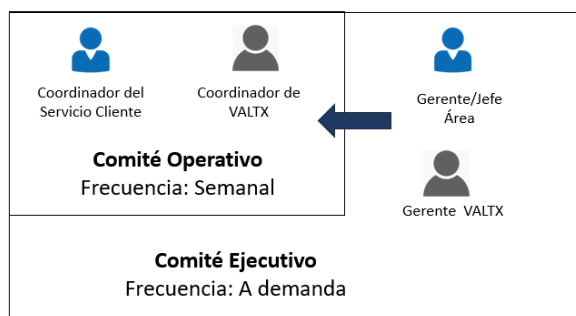 Coordinador del
Servicio Cliente
Coordinador de
VALTX
Gerente/Jefe
Área
Comité Operativo
Frecuencia: Semanal
Gerente VALTX
Comité Ejecutivo
Frecuencia: A demanda